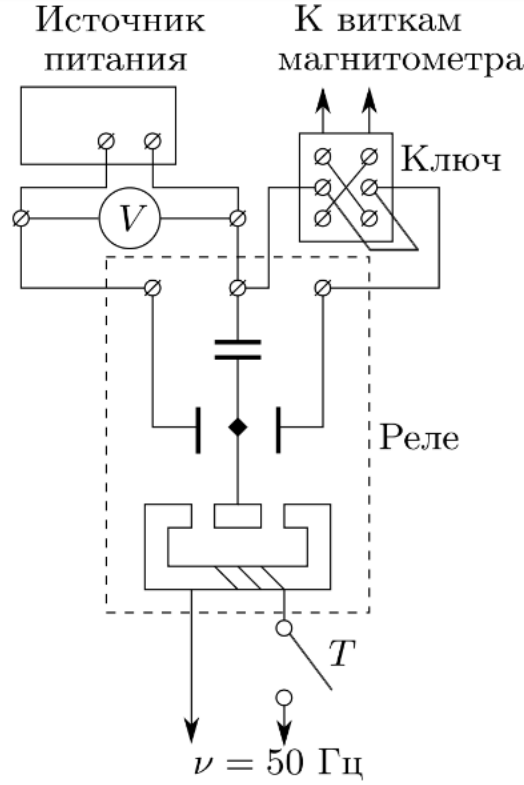 Источник
питания
К виткам
магнитометра
Ключ
V
Реле
T
ν = 50 Гц